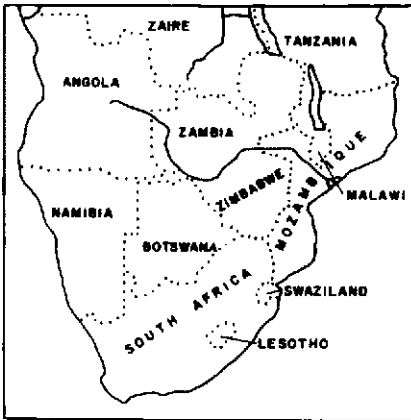 ZAIRE
TANZANIA
ANGOLA
ZAMBIA
MALAWI
ZIMBABWE
MOZAMBIQUE
NAMIBIA
BOTSWANA
SWAZILAND
SOUTH AFRICA
LESOTHO